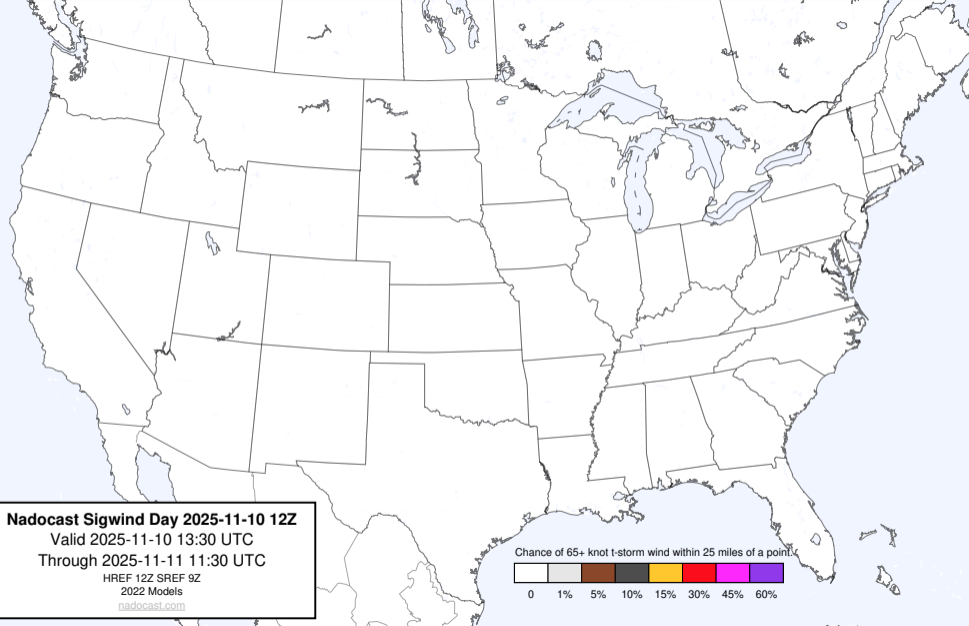 Nadocast Sigwind Day 2025-11-10 12Z
Valid 2025-11-10 13:30 UTC
Through 2025-11-11 11:30 UTC
HREF 12Z SREF 9Z
2022 Models
nadocast.com
Chance of 65+ knot t-storm wind within 25 miles of a point.
0 1% 5% 10% 15% 30% 45% 60%